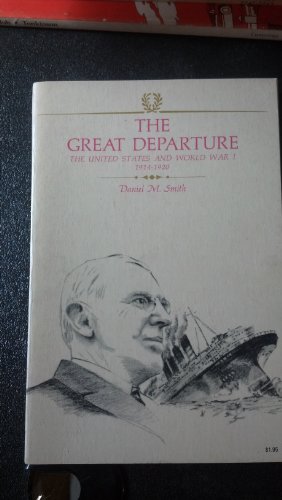 THE
GREAT DEPARTURE
THE UNITED STATES AND WORLD WAR I
1914-1920
Daniel M. Smith
$1.95